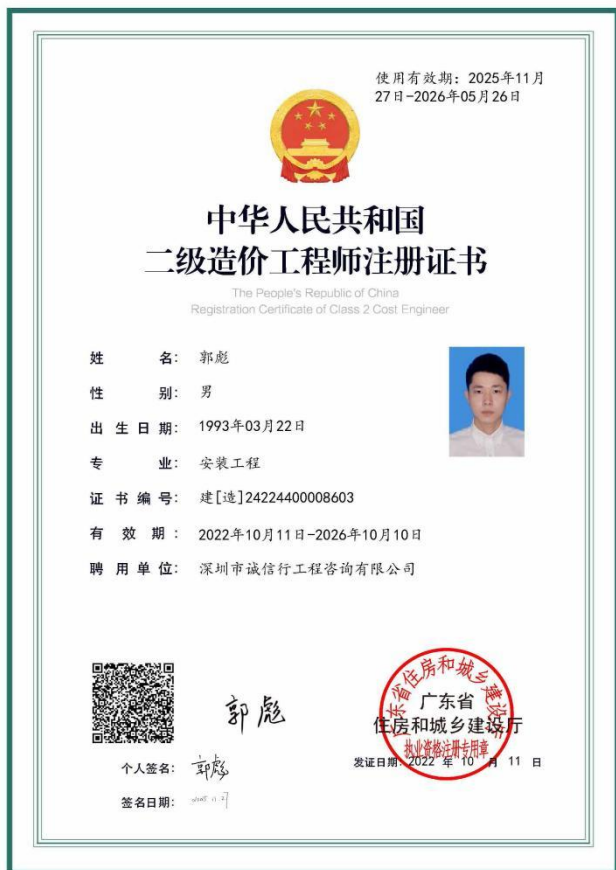 使用有效期：2025年11月
27日-2026年05月26日
中华人民共和国
二级造价工程师注册证书
The People's Republic of China
Registration Certificate of Class 2 Cost Engineer
姓 名： 郭彪
性 别： 男
出生日期： 1993年03月22日
专 业： 安装工程
证书编号： 建[造]24224400008603
有 效 期： 2022年10月11日-2026年10月10日
聘用单位： 深圳市诚信行工程咨询有限公司
郭彪
广东省住房和城乡建设厅
广东省
住房和城乡建设厅
执业资格注册专用章
个人签名： 郭彪
发证日期：2022 年 10 月 11 日
签名日期：